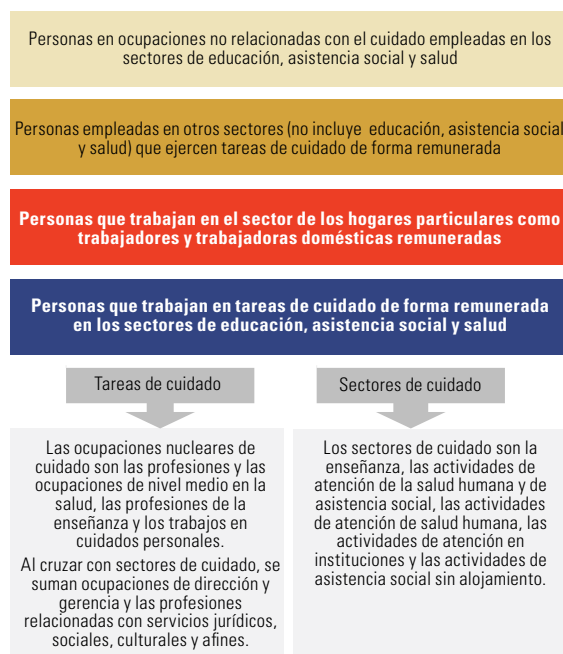 Personas en ocupaciones no relacionadas con el cuidado empleadas en los
sectores de educación, asistencia social y salud
Personas empleadas en otros sectores (no incluye educación, asistencia social
y salud) que ejercen tareas de cuidado de forma remunerada
Personas que trabajan en el sector de los hogares particulares como
trabajadores y trabajadoras domésticas remuneradas
Personas que trabajan en tareas de cuidado de forma remunerada
en los sectores de educación, asistencia social y salud
Tareas de cuidado
Las ocupaciones nucleares de
cuidado son las profesiones y las
ocupaciones de nivel medio en la
salud, las profesiones de la
enseñanza y los trabajos en
cuidados personales.
Al cruzar con sectores de cuidado, se
suman ocupaciones de dirección y
gerencia y las profesiones
relacionadas con servicios jurídicos,
sociales, culturales y afines.
Sectores de cuidado
Los sectores de cuidado son la
enseñanza, las actividades de
atención de la salud humana y de
asistencia social, las actividades
de atención de salud humana, las
actividades de atención en
instituciones y las actividades de
asistencia social sin alojamiento.